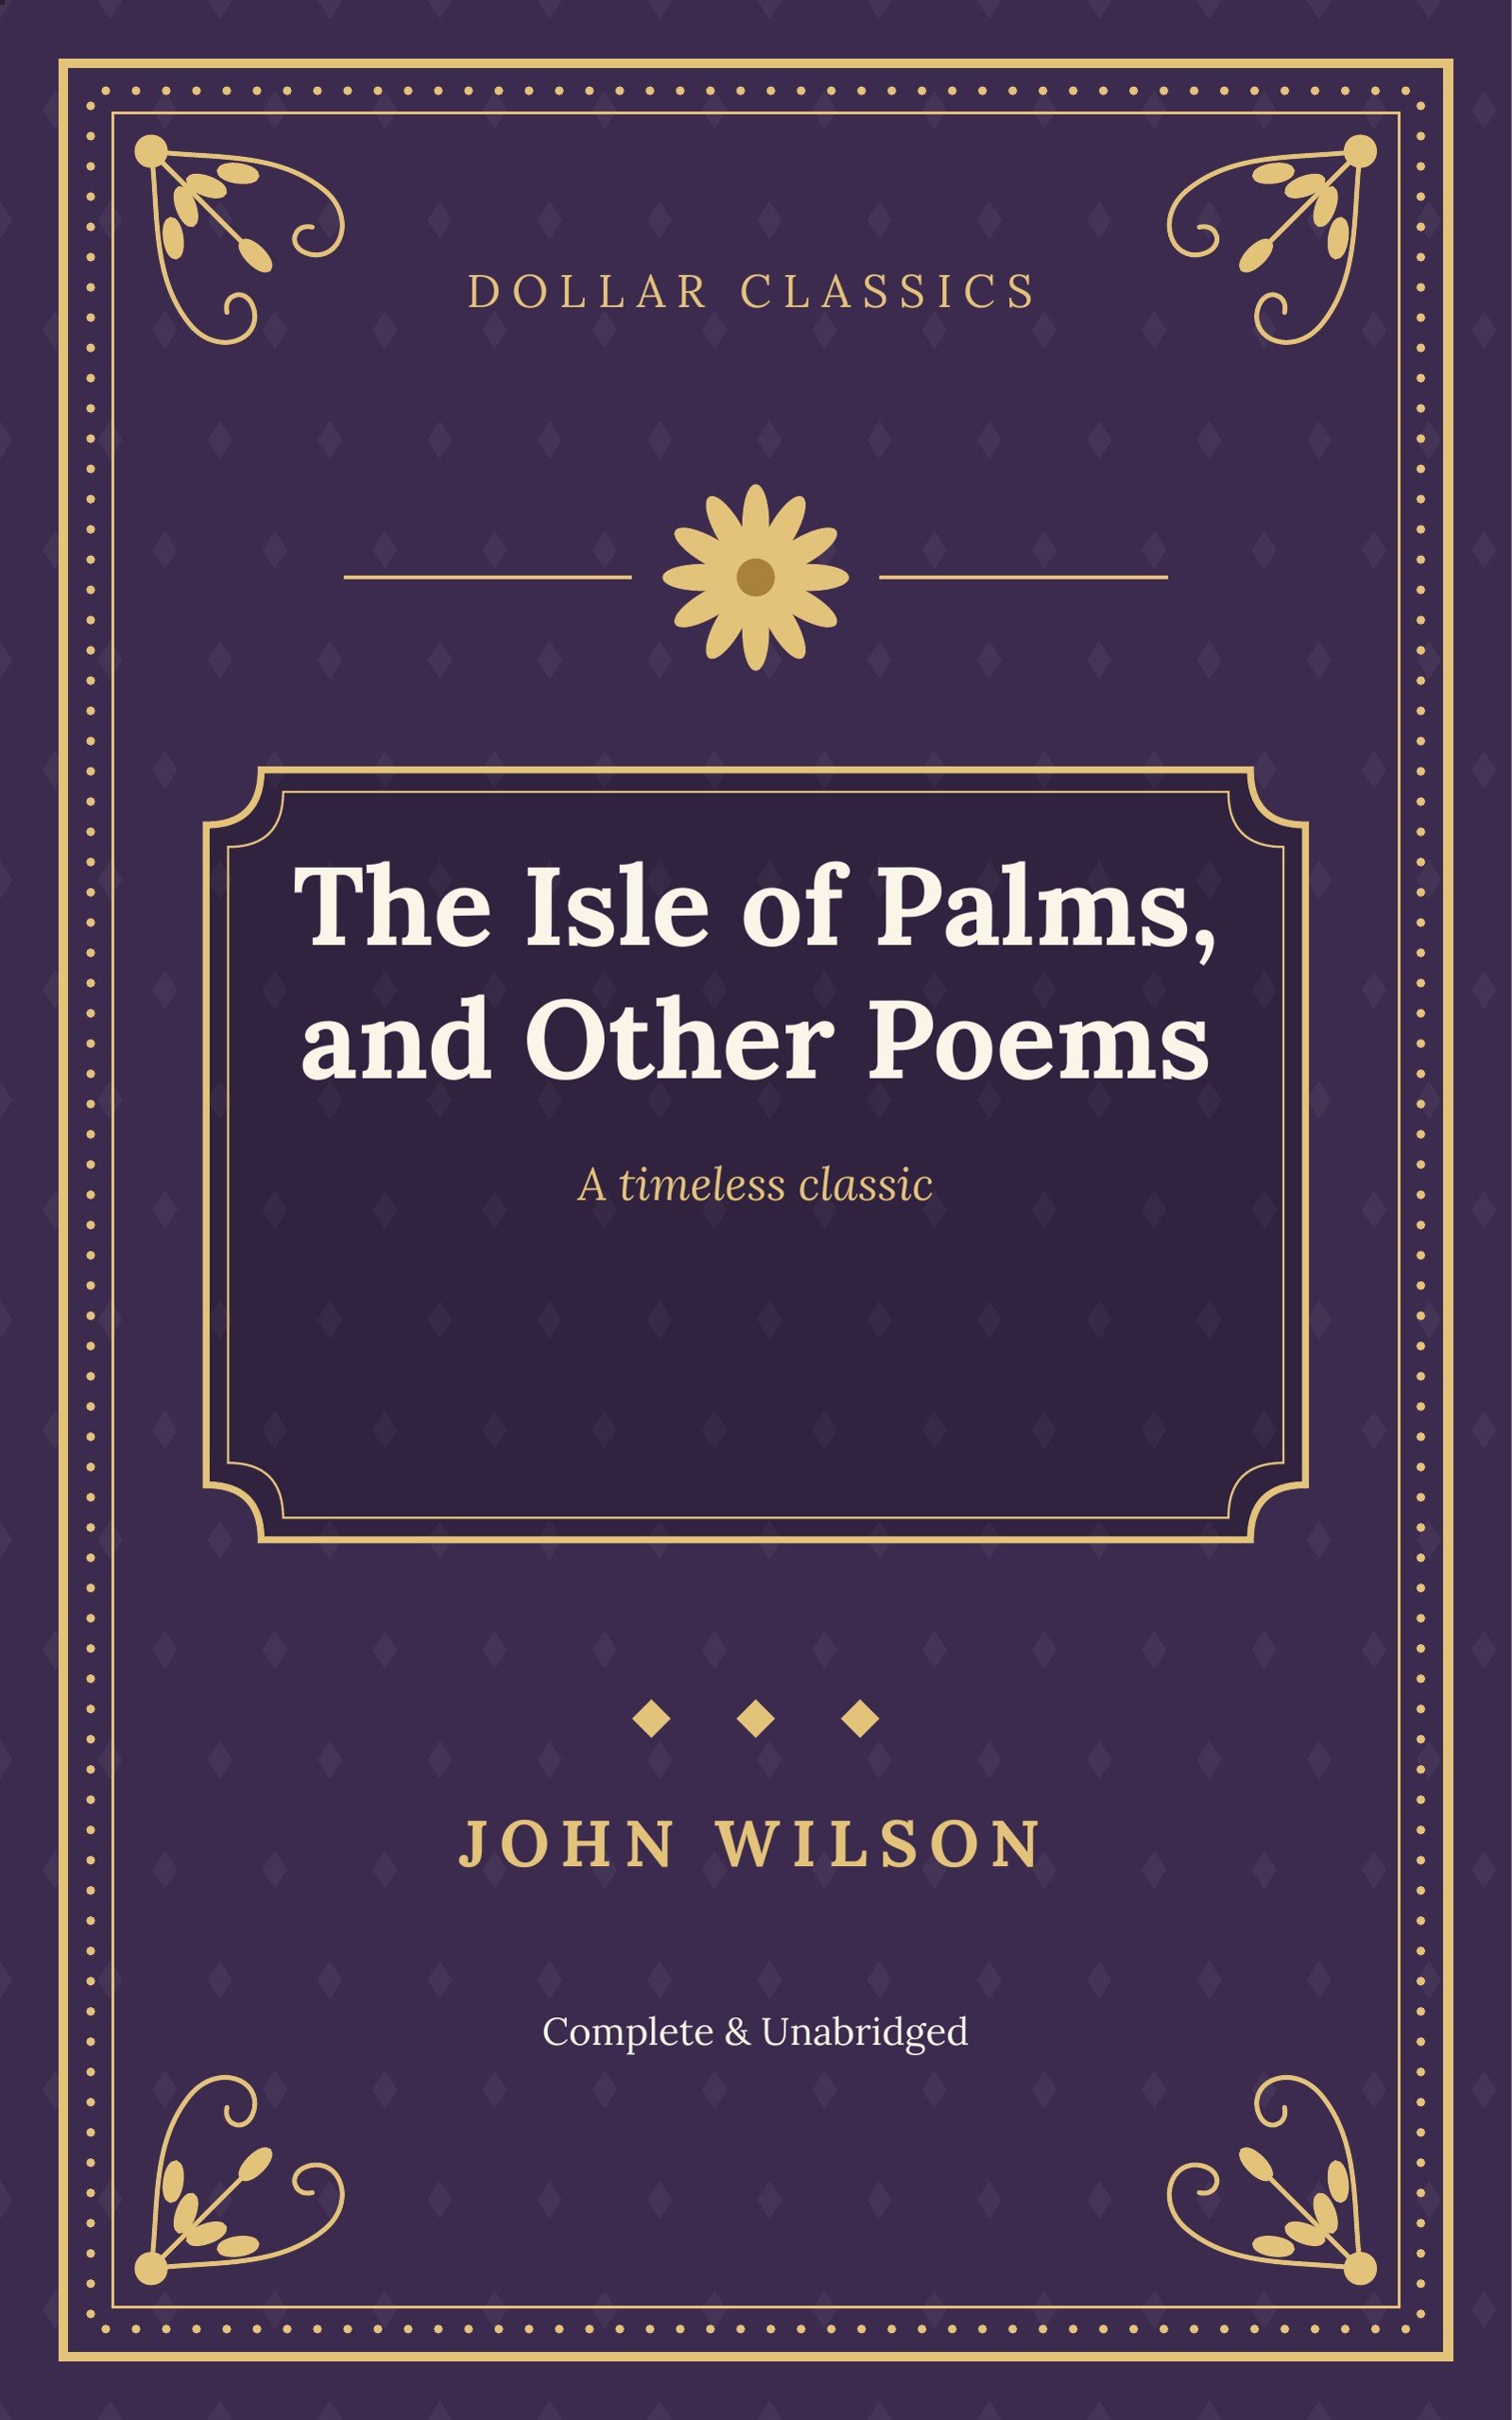 DOLLAR CLASSICS
The Isle of Palms,
and Other Poems
A timeless classic
JOHN WILSON
Complete & Unabridged